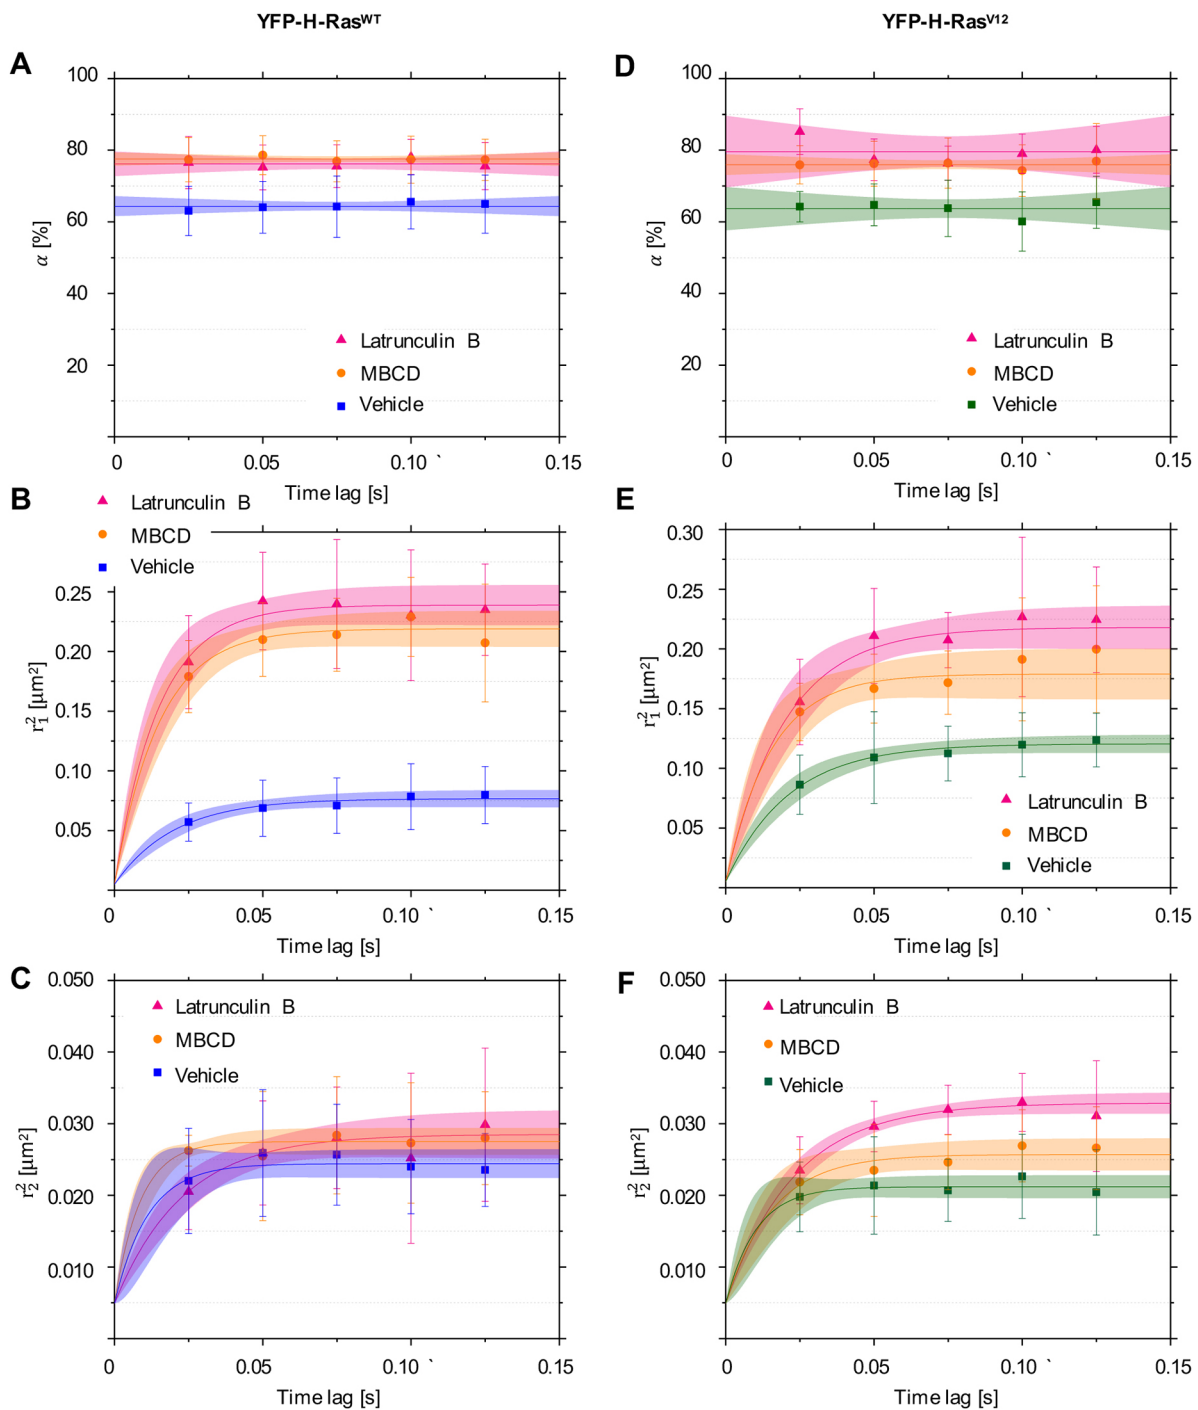 YFP-H-Ras^WT YFP-H-Ras^V12
A
100
80
60
40
20
α [%]
Latrunculin B
MBCD
Vehicle
0 0.05 0.10 ` 0.15
Time lag [s]
D
100
80
60
40
20
α [%]
Latrunculin B
MBCD
Vehicle
0 0.05 0.10 ` 0.15
Time lag [s]
B
Latrunculin B
MBCD
Vehicle
0.25
0.20
0.15
0.10
0.05
r₁² [µm²]
0 0.05 0.10 ` 0.15
Time lag [s]
E
0.30
0.25
0.20
0.15
0.10
0.05
r₁² [µm²]
Latrunculin B
MBCD
Vehicle
0 0.05 0.10 ` 0.15
Time lag [s]
C
0.050
0.040
0.030
0.020
0.010
r₂² [µm²]
Latrunculin B
MBCD
Vehicle
0 0.05 0.10 ` 0.15
Time lag [s]
F
0.050
0.040
0.030
0.020
0.010
r₂² [µm²]
Latrunculin B
MBCD
Vehicle
0 0.05 0.10 ` 0.15
Time lag [s]